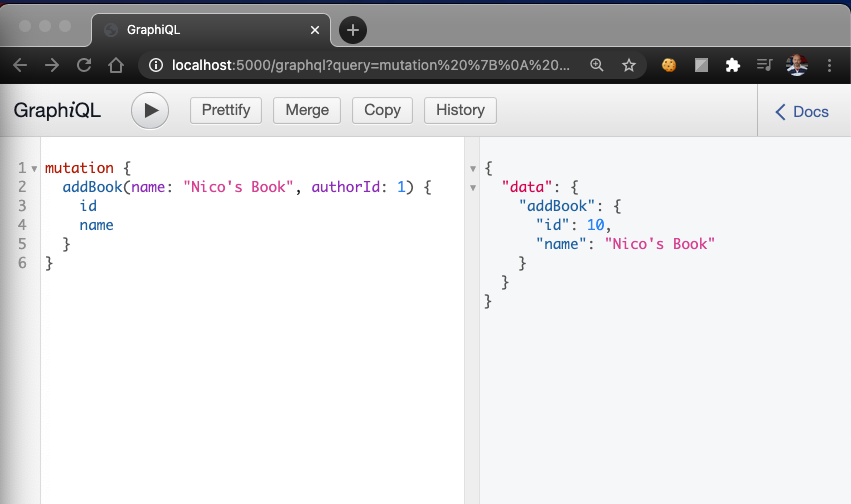 GraphiQL
localhost:5000/graphql?query=mutation%20%7B%0A%20...
GraphiQL
Prettify
Merge
Copy
History
Docs
1 mutation {
2 addBook(name: "Nico's Book", authorId: 1) {
3 id
4 name
5 }
6 }
{
"data": {
"addBook": {
"id": 10,
"name": "Nico's Book"
}
}
}